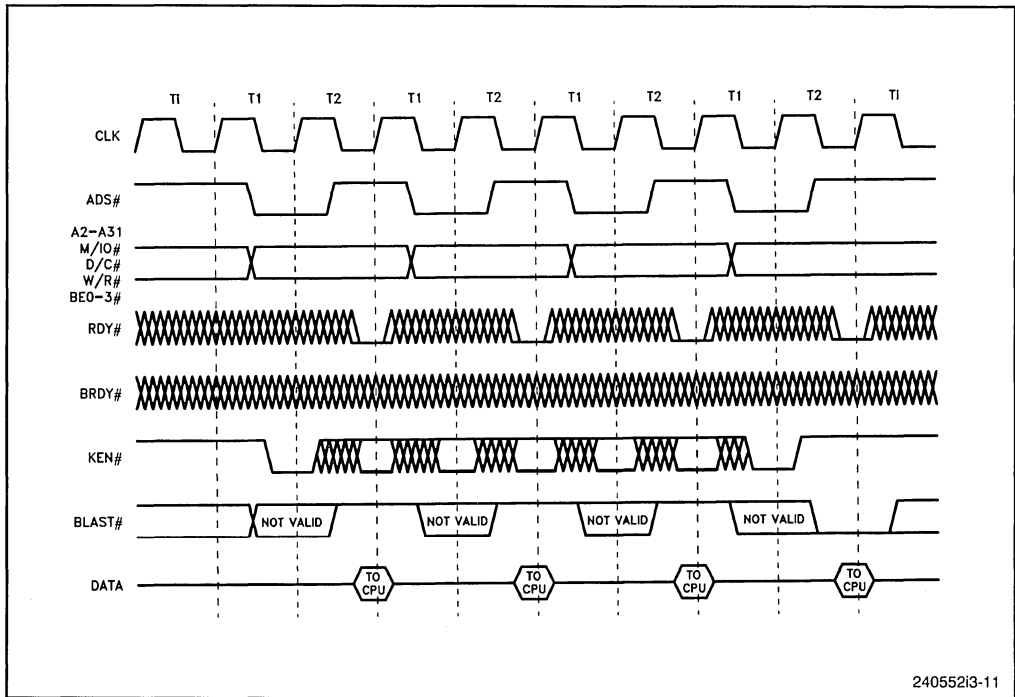 Ti T1 T2 T1 T2 T1 T2 T1 T2 Ti
CLK
ADS#
A2-A31
M/IO#
D/C#
W/R#
BE0-3#
RDY#
BRDY#
KEN#
BLAST# NOT VALID NOT VALID NOT VALID NOT VALID
DATA TO CPU TO CPU TO CPU TO CPU
240552i3-11